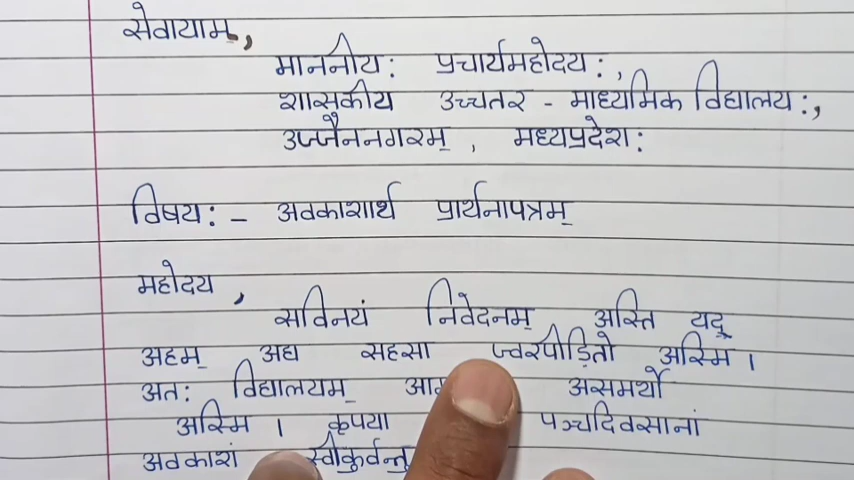 सेवायाम्,
माननीय: प्रचार्यमहोदय:,
शासकीय उच्चतर - माध्यमिक विद्यालय:,
उज्जैननगरम्, मध्यप्रदेश:
विषय: - अवकाशार्थ प्रार्थनापत्रम्
महोदय,
सविनयं निवेदनम् अस्ति यद्
अहम् अद्य सहसा ज्वरपीड़ितो अस्मि ।
अत: विद्यालयम् असमर्थो
अस्मि । कृपया पञ्चदिवसानां
अवकाशं स्वीकुर्वन्तु